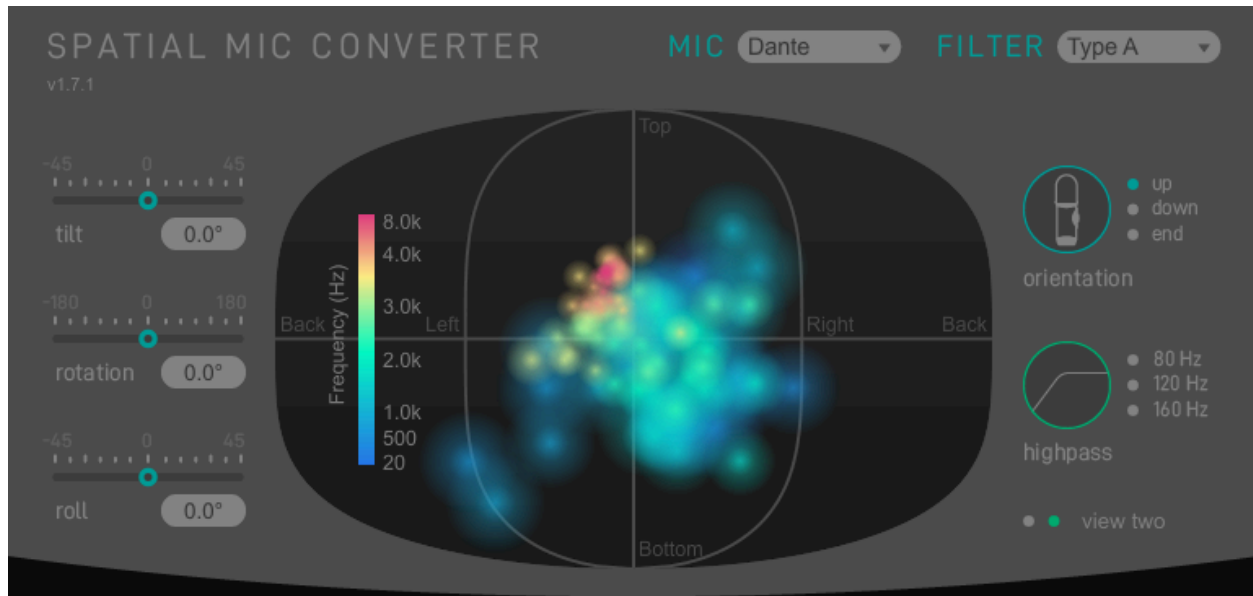 SPATIAL MIC CONVERTER
MIC Dante FILTER Type A
v1.7.1
-45 0 45
tilt 0.0°
-180 0 180
rotation 0.0°
-45 0 45
roll 0.0°
Top
Back Left Right Back
Bottom
Frequency (Hz)
8.0k
4.0k
3.0k
2.0k
1.0k
500
20
up
down
end
orientation
80 Hz
120 Hz
160 Hz
highpass
view two